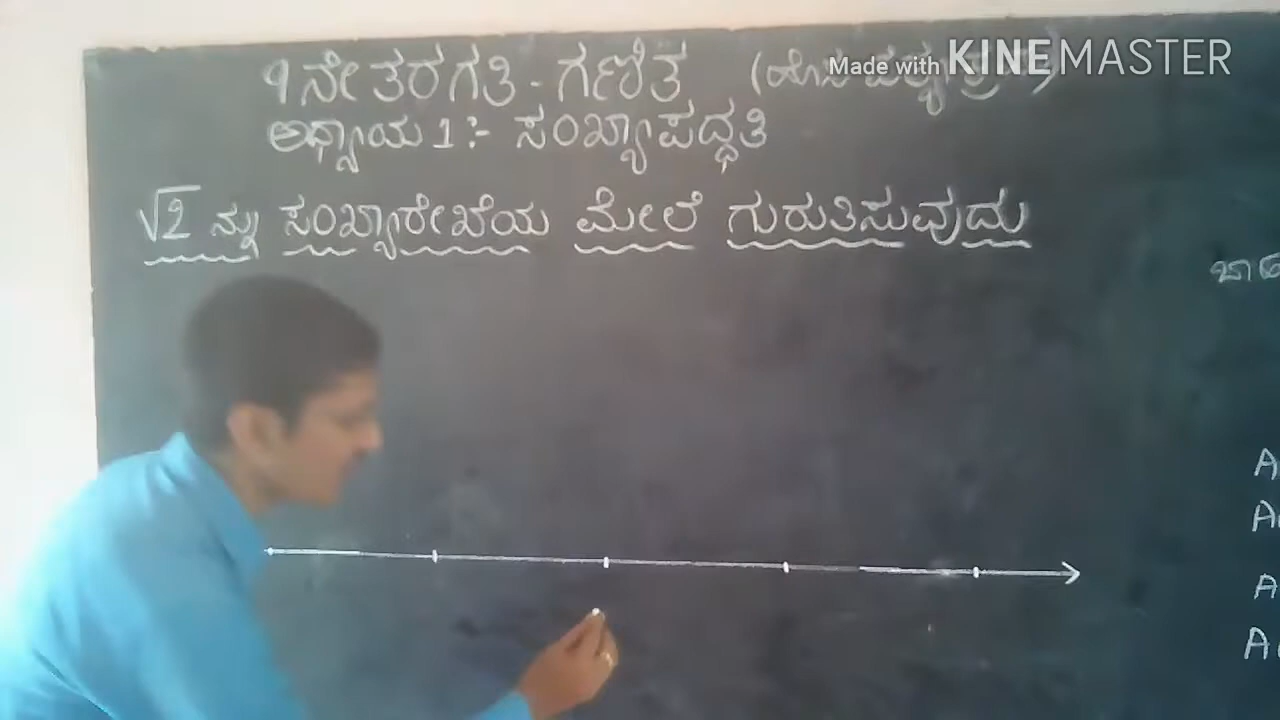 9ನೇ ತರಗತಿ - ಗಣಿತ
Made with KINEMASTER
ಅಧ್ಯಾಯ 1:- ಸಂಖ್ಯಾಪದ್ಧತಿ
√2 ನ್ನು ಸಂಖ್ಯಾರೇಖೆಯ ಮೇಲೆ ಗುರುತಿಸುವುದು
A
A
A
A